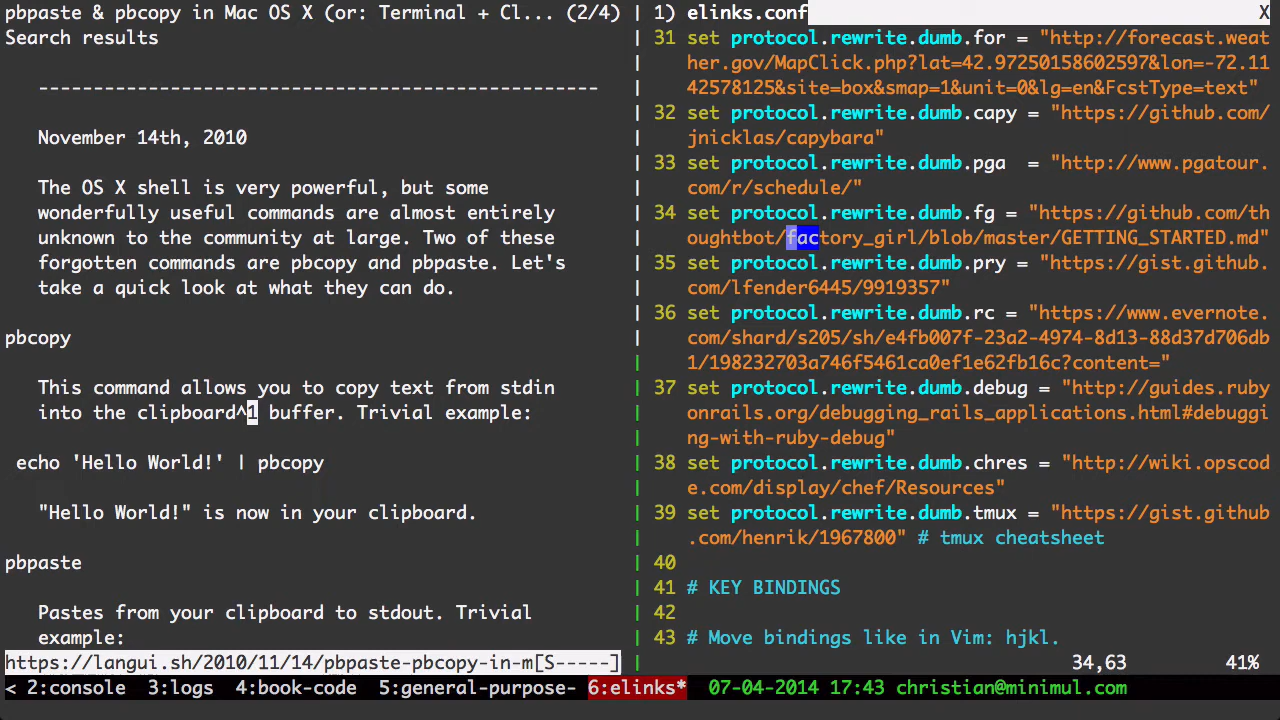 pbpaste & pbcopy in Mac OS X (or: Terminal + Cl... (2/4)
Search results
------------------------------------------------------
November 14th, 2010
The OS X shell is very powerful, but some
wonderfully useful commands are almost entirely
unknown to the community at large. Two of these
forgotten commands are pbcopy and pbpaste. Let's
take a quick look at what they can do.
pbcopy
This command allows you to copy text from stdin
into the clipboard^1 buffer. Trivial example:
echo 'Hello World!' | pbcopy
"Hello World!" is now in your clipboard.
pbpaste
Pastes from your clipboard to stdout. Trivial
example:
https://langui.sh/2010/11/14/pbpaste-pbcopy-in-m[S-----]
1) elinks.conf X
31 set protocol.rewrite.dumb.for = "http://forecast.weat
her.gov/MapClick.php?lat=42.97250158602597&lon=-72.11
42578125&site=box&smap=1&unit=0&lg=en&FcstType=text"
32 set protocol.rewrite.dumb.capy = "https://github.com/
jnicklas/capybara"
33 set protocol.rewrite.dumb.pga  = "http://www.pgatour.
com/r/schedule/"
34 set protocol.rewrite.dumb.fg = "https://github.com/th
oughtbot/factory_girl/blob/master/GETTING_STARTED.md"
35 set protocol.rewrite.dumb.pry = "https://gist.github.
com/lfender6445/9919357"
36 set protocol.rewrite.dumb.rc = "https://www.evernote.
com/shard/s205/sh/e4fb007f-23a2-4974-8d13-88d37d706db
1/198232703a746f5461ca0ef1e62fb16c?content="
37 set protocol.rewrite.dumb.debug = "http://guides.ruby
onrails.org/debugging_rails_applications.html#debuggi
ng-with-ruby-debug"
38 set protocol.rewrite.dumb.chres = "http://wiki.opscod
e.com/display/chef/Resources"
39 set protocol.rewrite.dumb.tmux = "https://gist.github
.com/henrik/1967800" # tmux cheatsheet
40
41 # KEY BINDINGS
42
43 # Move bindings like in Vim: hjkl.
34,63 41%
< 2:console 3:logs 4:book-code 5:general-purpose- 6:elinks* 07-04-2014 17:43 christian@minimul.com